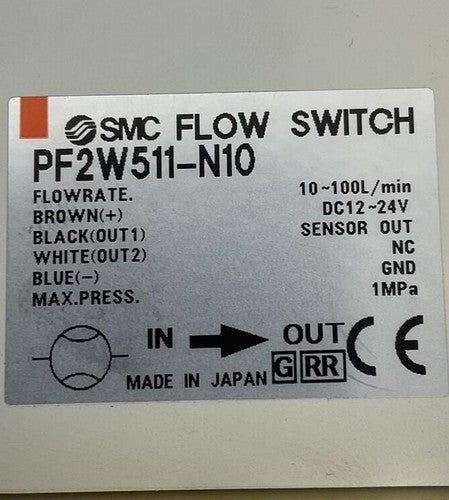 SMC FLOW SWITCH
PF2W511-N10
FLOWRATE. 10~100L/min
BROWN(+) DC12~24V
BLACK(OUT1) SENSOR OUT
WHITE(OUT2) NC
BLUE(-) GND
MAX.PRESS. 1MPa
IN OUT CE
MADE IN JAPAN G RR